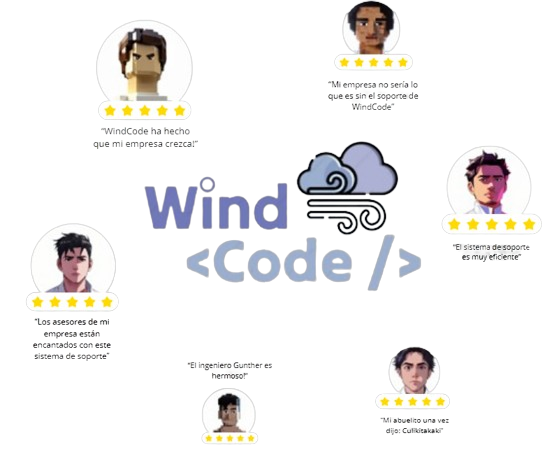 “Mi empresa no sería lo
que es sin el soporte de
WindCode”
“WindCode ha hecho
que mi empresa crezca!”
Wind
<Code />
“El sistema de soporte
es muy eficiente”
“Los asesores de mi
empresa están
encantados con este
sistema de soporte”
“El ingeniero Gunther es
hermoso!”
“Mi abuelito una vez
dijo: Culikitakaki”